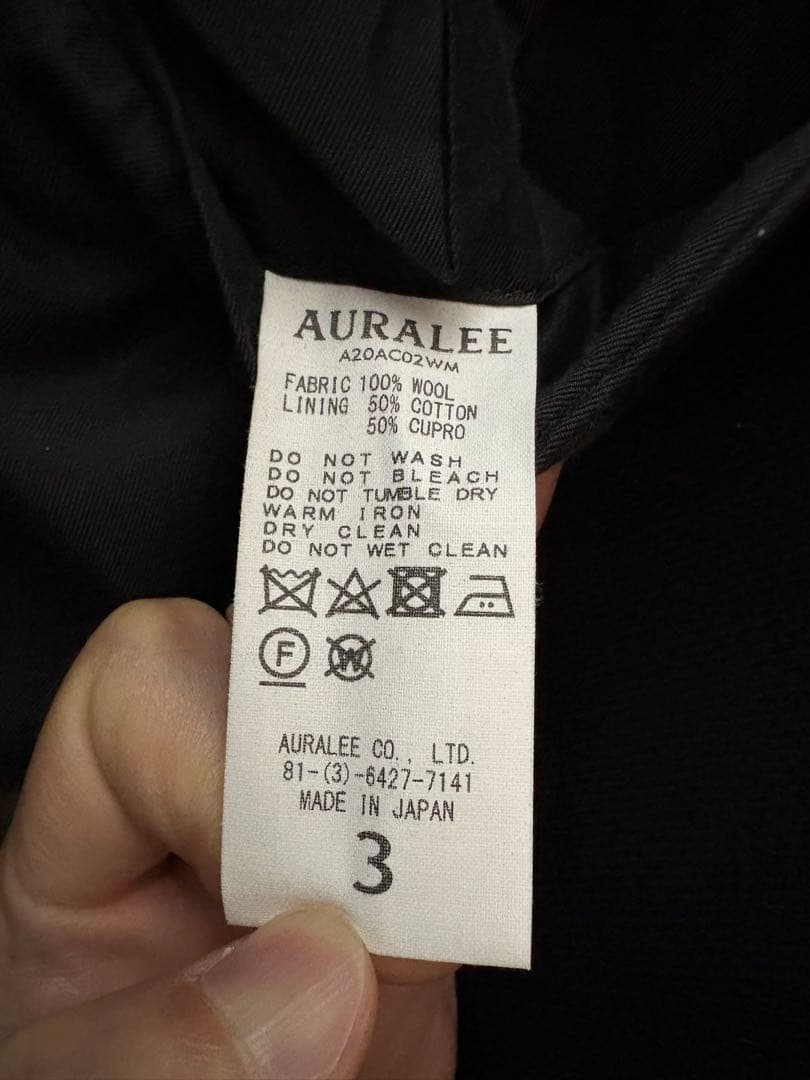 AURALEE
A20AC02WM
FABRIC 100% WOOL
LINING 50% COTTON
50% CUPRO
DO NOT WASH
DO NOT BLEACH
DO NOT TUMBLE DRY
WARM IRON
DRY CLEAN
DO NOT WET CLEAN
F W
AURALEE CO., LTD.
81-(3)-6427-7141
MADE IN JAPAN
3